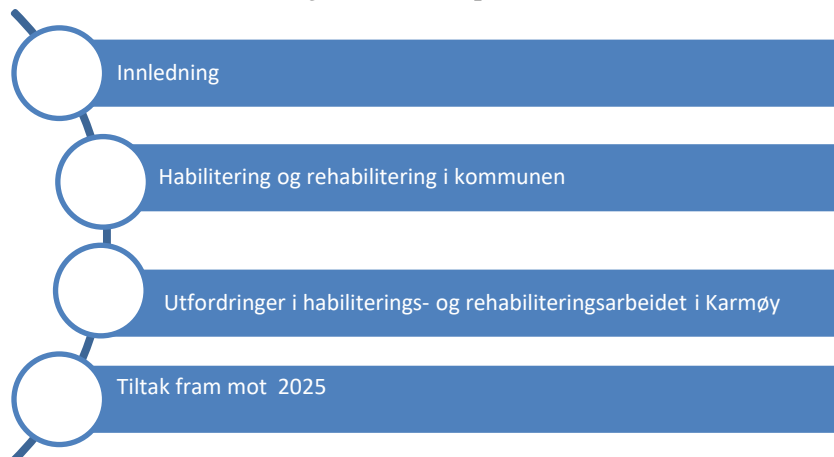 Innledning
Habilitering og rehabilitering i kommunen
Utfordringer i habiliterings- og rehabiliteringsarbeidet i Karmøy
Tiltak fram mot 2025